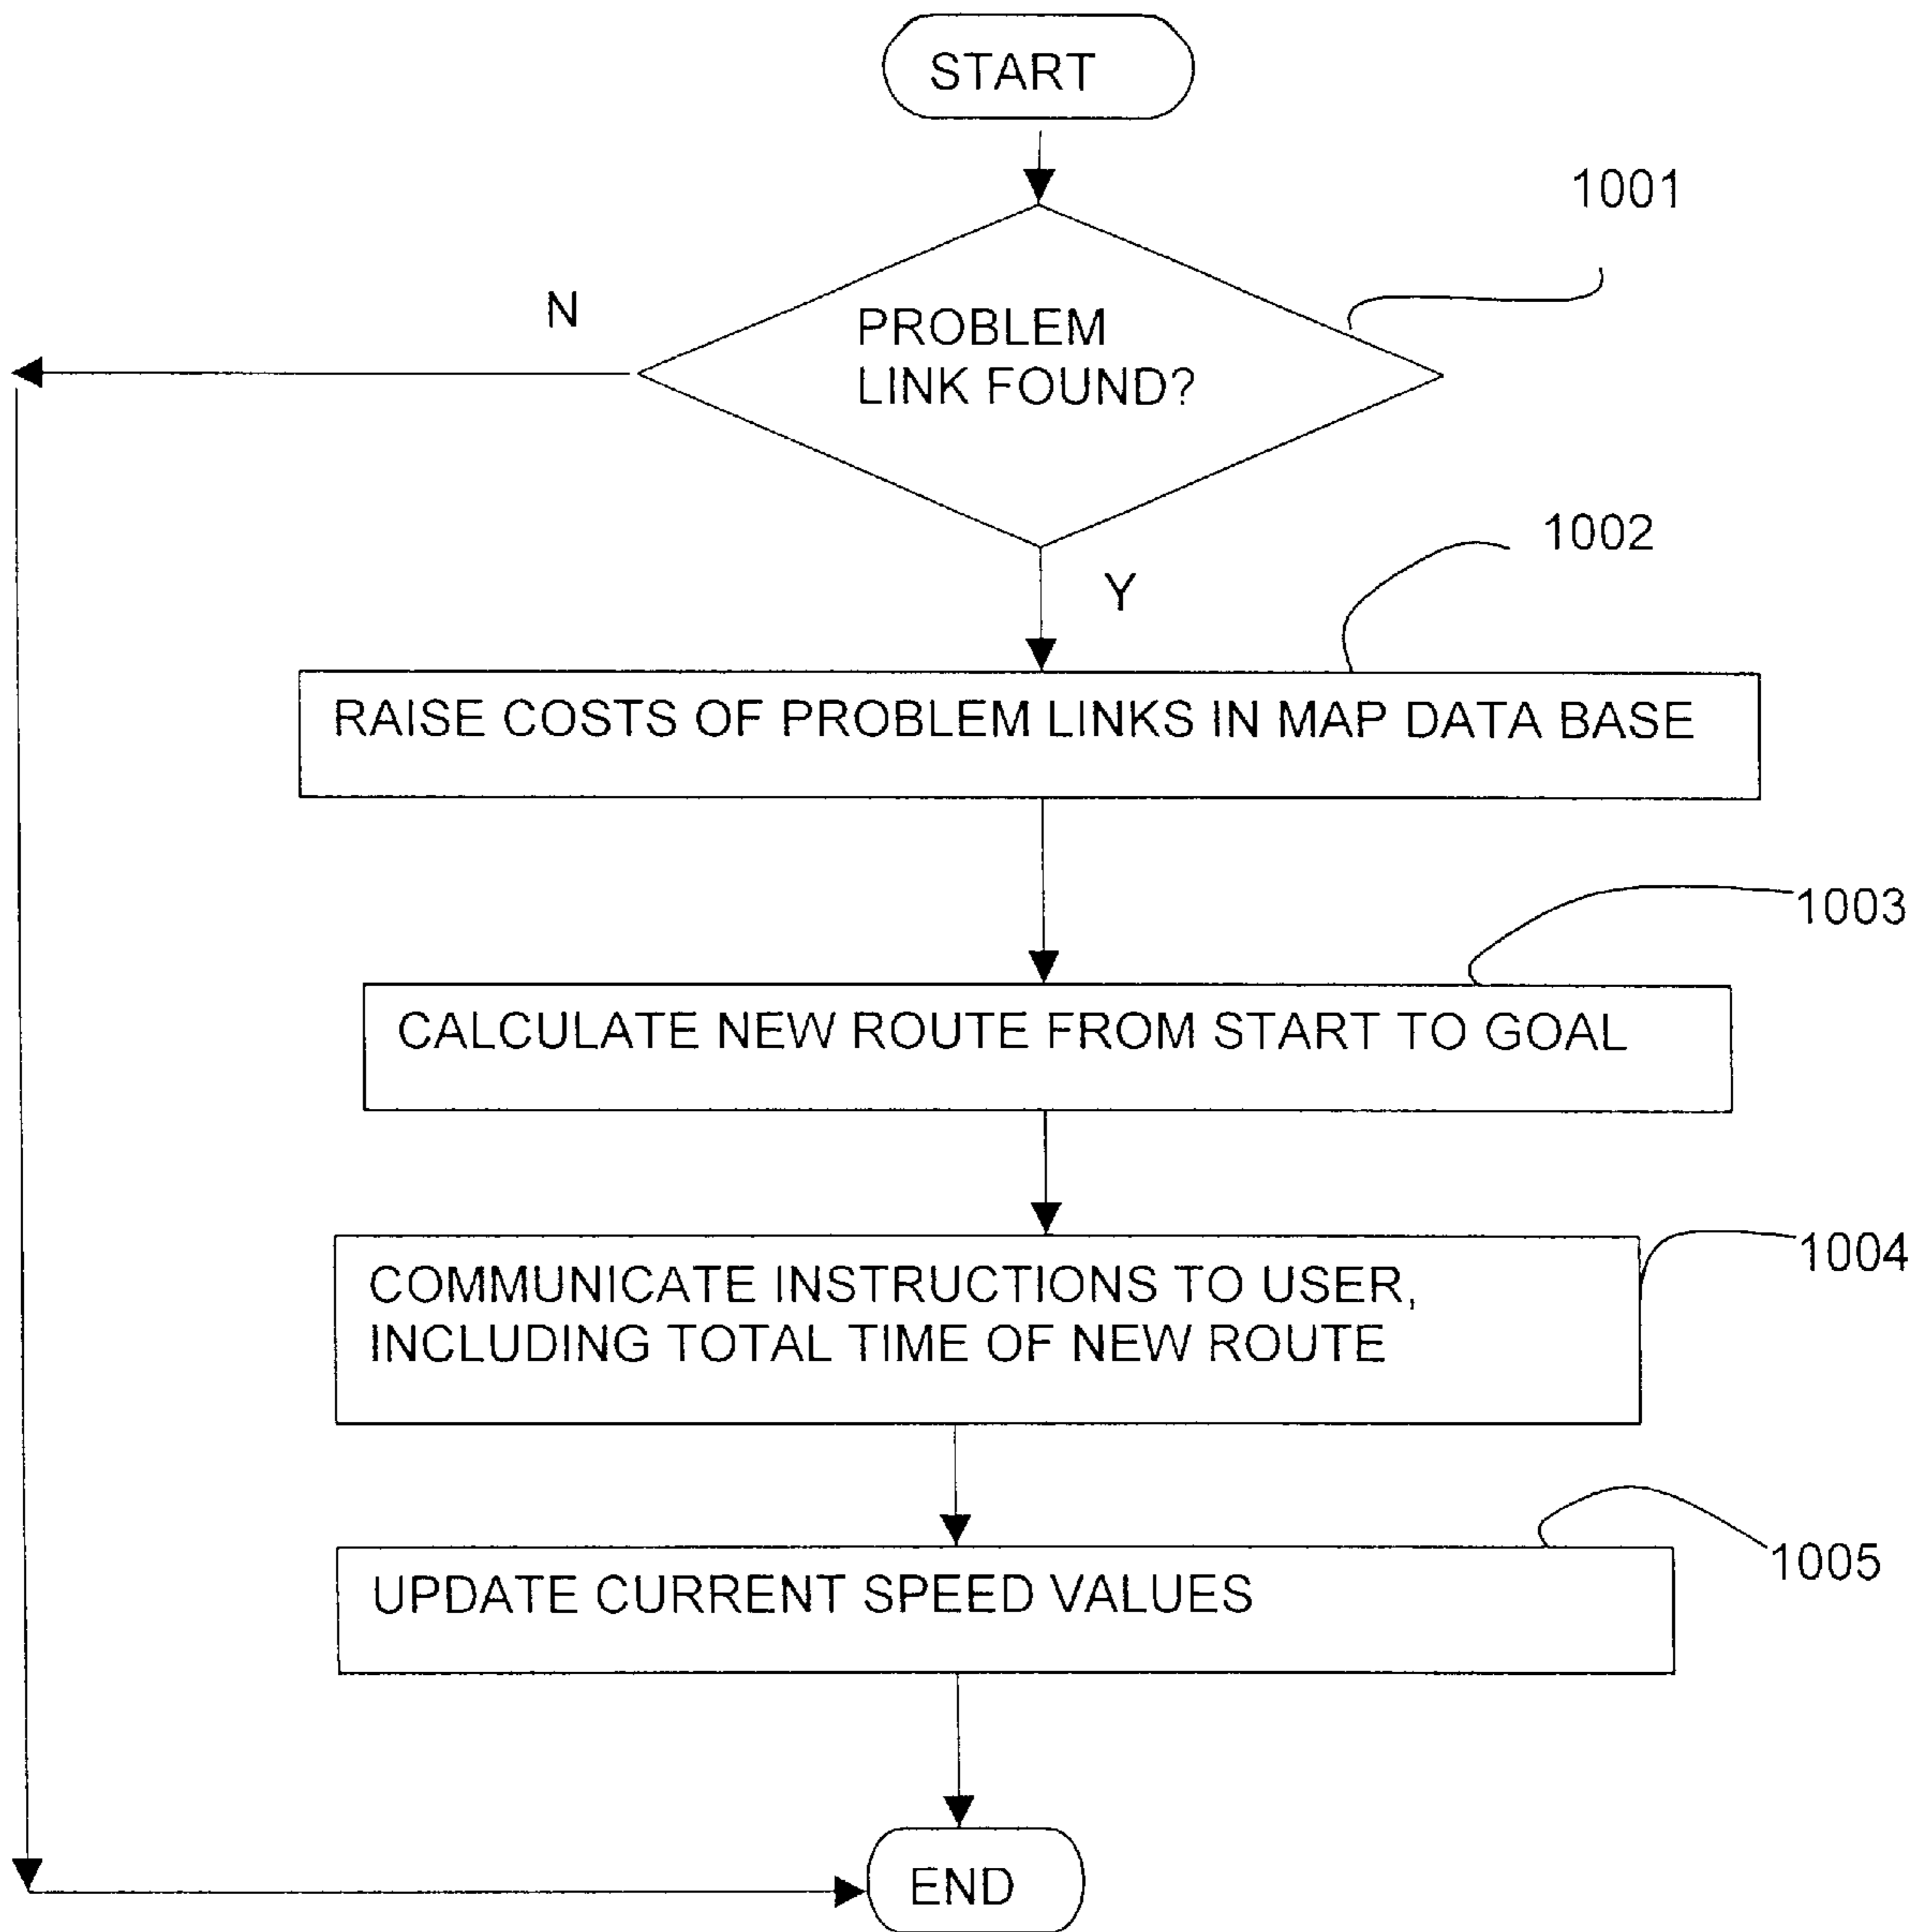 START
1001
N
PROBLEM
LINK FOUND?
1002
Y
RAISE COSTS OF PROBLEM LINKS IN MAP DATA BASE
1003
CALCULATE NEW ROUTE FROM START TO GOAL
1004
COMMUNICATE INSTRUCTIONS TO USER,
INCLUDING TOTAL TIME OF NEW ROUTE
1005
UPDATE CURRENT SPEED VALUES
END